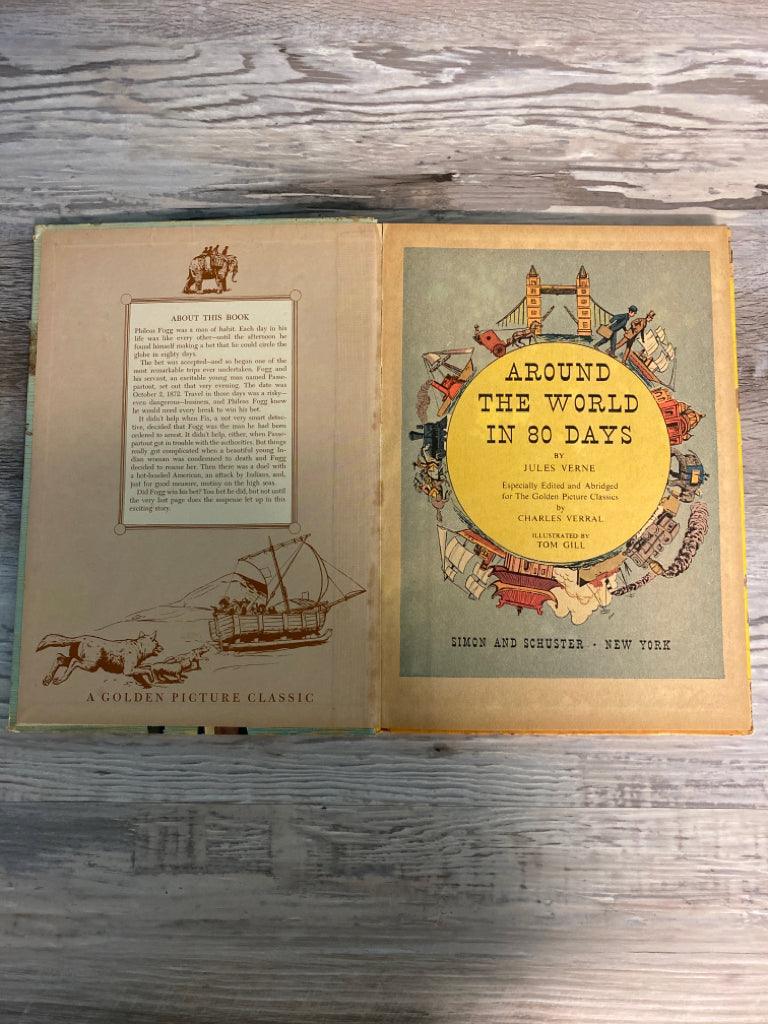 ABOUT THIS BOOK
Phileas Fogg was a man of habit. Each day in his
life was like every other—until the afternoon he
found himself making a bet that he could circle the
globe in eighty days.
The bet was accepted—and so began one of the
most remarkable trips ever undertaken. Fogg and
his servant, an excitable young man named Passe-
partout, set out that very evening. The date was
October 2, 1872. Travel in those days was a risky—
even dangerous—business, and Phileas Fogg knew
he would need every break to win his bet.
It didn't help when Fix, a not very smart detec-
tive, decided that Fogg was the man he had been
ordered to arrest. It didn't help, either, when Passe-
partout got in trouble with the authorities. But things
really got complicated when a beautiful young In-
dian woman was condemned to death and Fogg
decided to rescue her. Then there was a duel with
a hot-headed American, an attack by Indians, and,
just for good measure, mutiny on the high seas.
Did Fogg win his bet? You bet he did, but not until
the very last page does the suspense let up in this
exciting story.
A GOLDEN PICTURE CLASSIC
AROUND
THE WORLD
IN 80 DAYS
BY
JULES VERNE
Especially Edited and Abridged
for The Golden Picture Classics
by
CHARLES VERRAL
ILLUSTRATED BY
TOM GILL
SIMON AND SCHUSTER · NEW YORK